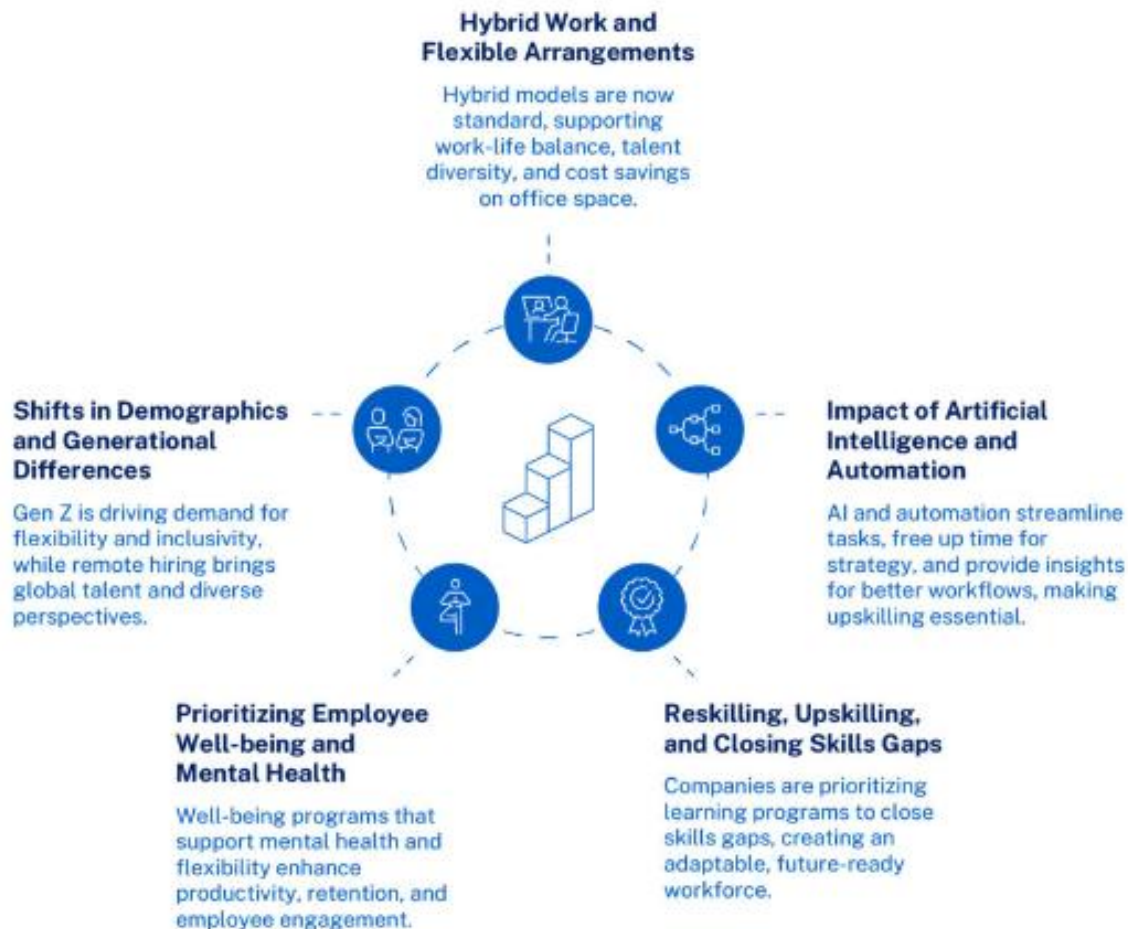 Hybrid Work and
Flexible Arrangements
Hybrid models are now
standard, supporting
work-life balance, talent
diversity, and cost savings
on office space.
Shifts in Demographics
and Generational
Differences
Gen Z is driving demand for
flexibility and inclusivity,
while remote hiring brings
global talent and diverse
perspectives.
Impact of Artificial
Intelligence and
Automation
AI and automation streamline
tasks, free up time for
strategy, and provide insights
for better workflows, making
upskilling essential.
Prioritizing Employee
Well-being and
Mental Health
Well-being programs that
support mental health and
flexibility enhance
productivity, retention, and
employee engagement.
Reskilling, Upskilling,
and Closing Skills Gaps
Companies are prioritizing
learning programs to close
skills gaps, creating an
adaptable, future-ready
workforce.